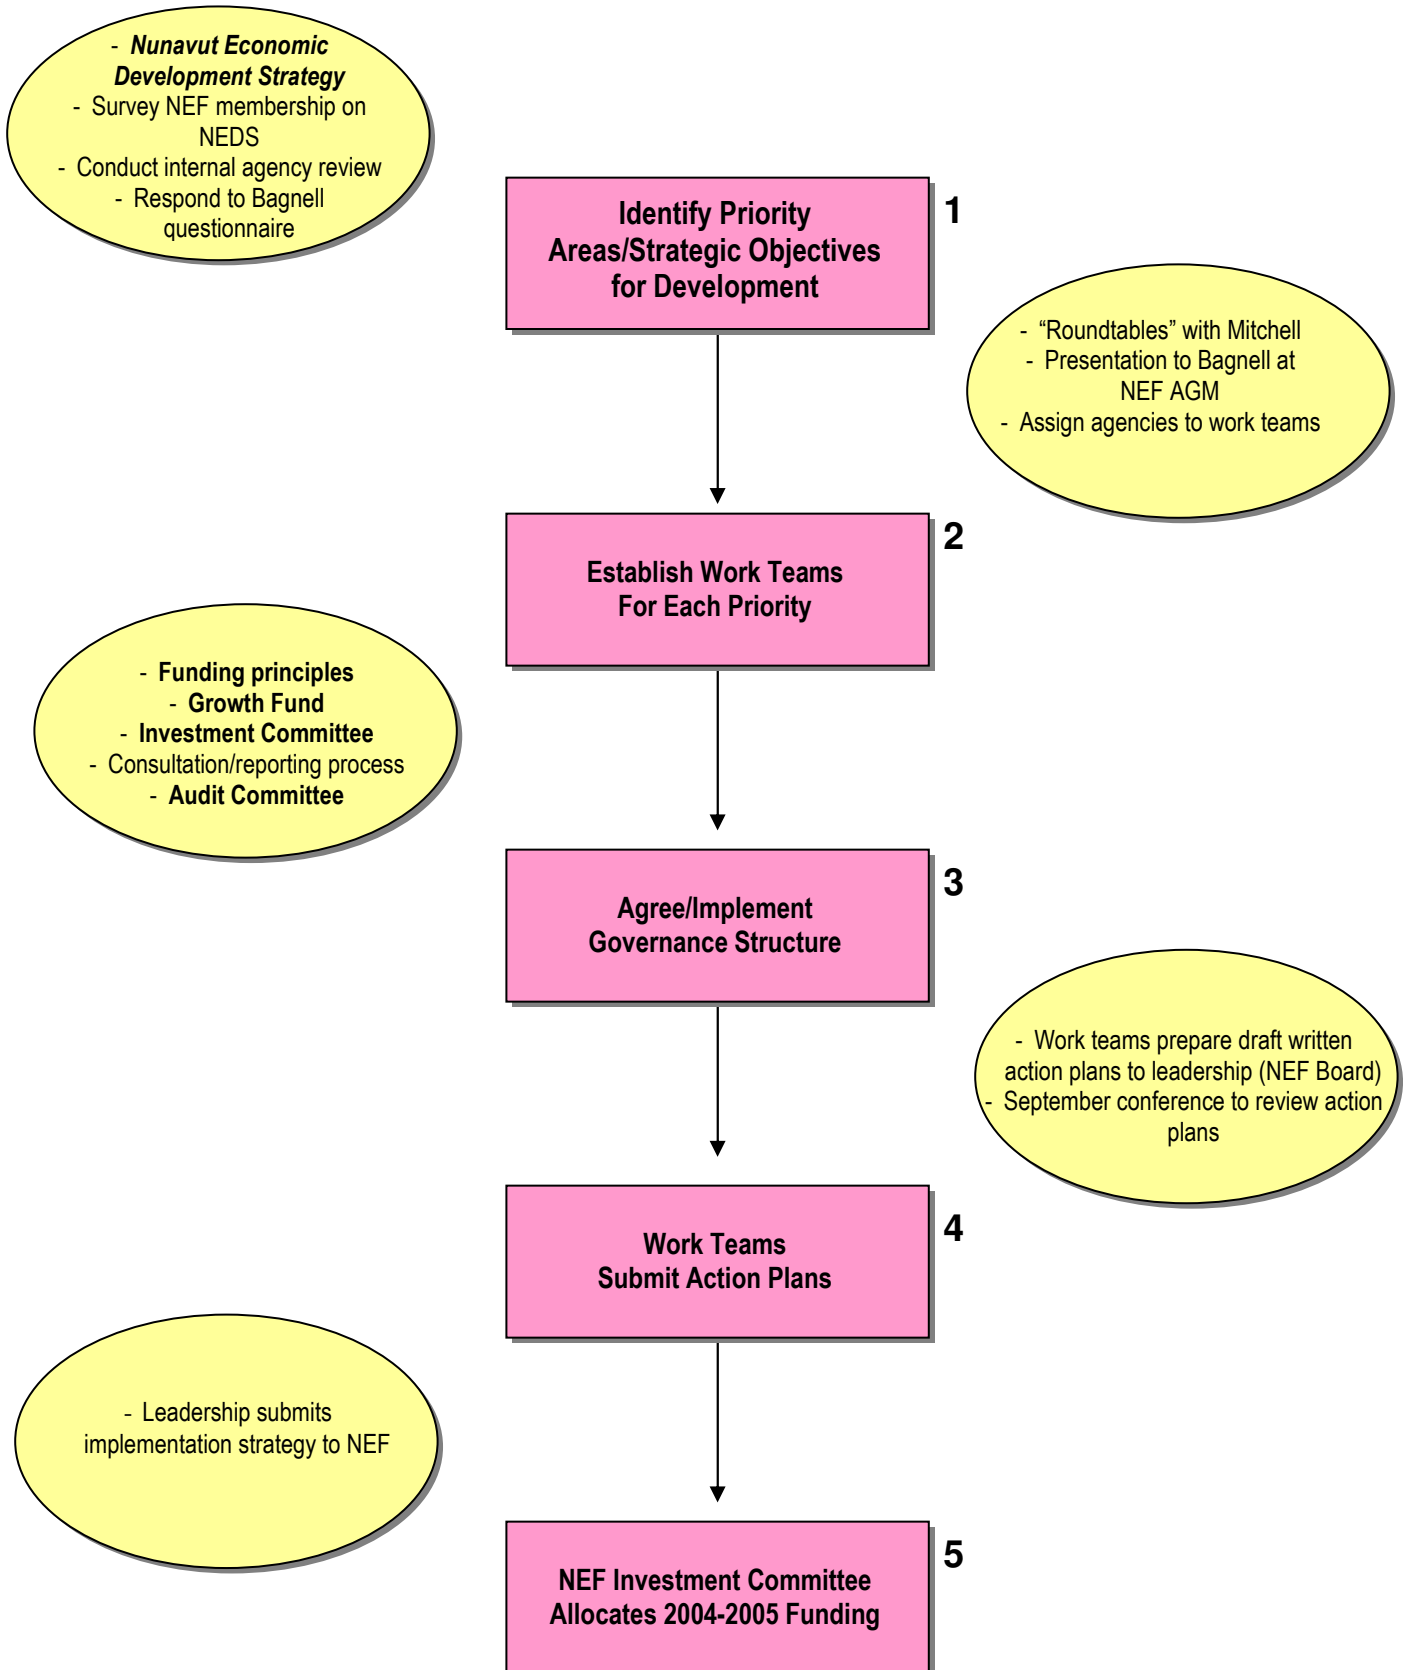 - Nunavut Economic
Development Strategy
- Survey NEF membership on
NEDS
- Conduct internal agency review
- Respond to Bagnell
questionnaire
Identify Priority
Areas/Strategic Objectives
for Development
1
- “Roundtables” with Mitchell
- Presentation to Bagnell at
NEF AGM
- Assign agencies to work teams
Establish Work Teams
For Each Priority
2
- Funding principles
- Growth Fund
- Investment Committee
- Consultation/reporting process
- Audit Committee
Agree/Implement
Governance Structure
3
- Work teams prepare draft written
action plans to leadership (NEF Board)
- September conference to review action
plans
Work Teams
Submit Action Plans
4
- Leadership submits
implementation strategy to NEF
NEF Investment Committee
Allocates 2004-2005 Funding
5